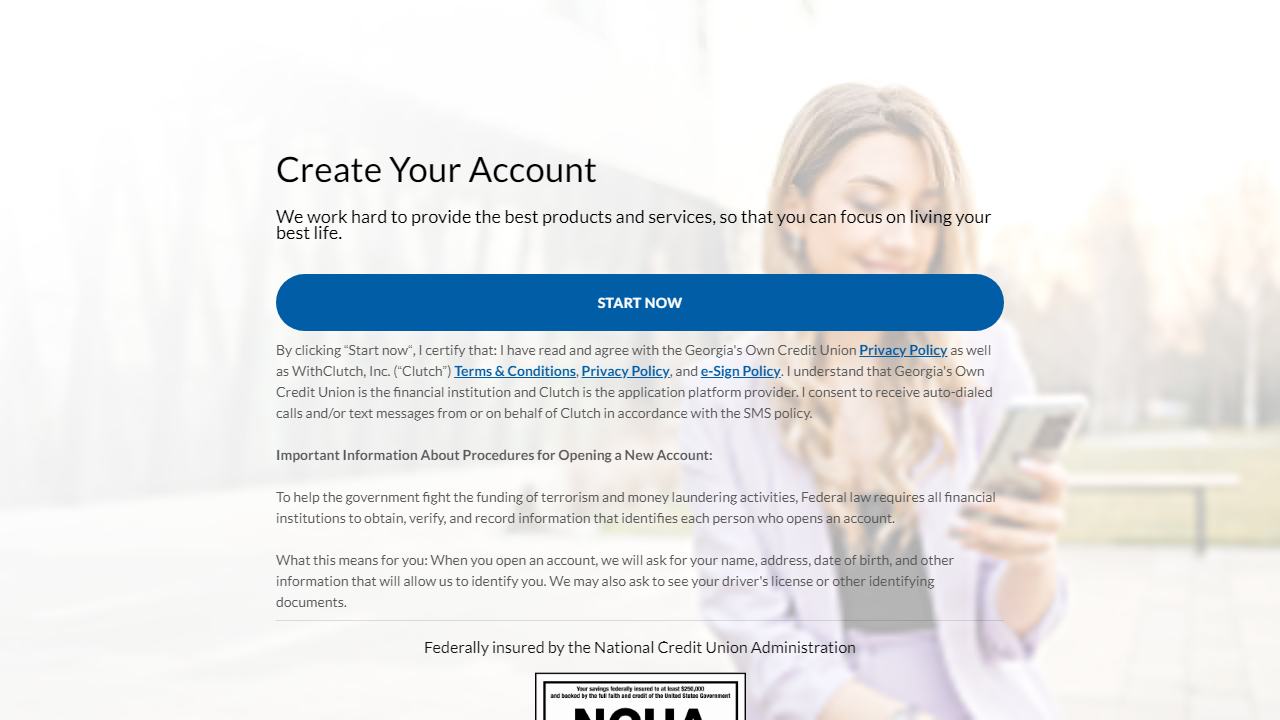 Create Your Account
We work hard to provide the best products and services, so that you can focus on living your
best life.
START NOW
By clicking “Start now“, I certify that: I have read and agree with the Georgia's Own Credit Union Privacy Policy as well
as WithClutch, Inc. (“Clutch”) Terms & Conditions, Privacy Policy, and e-Sign Policy. I understand that Georgia's Own
Credit Union is the financial institution and Clutch is the application platform provider. I consent to receive auto-dialed
calls and/or text messages from or on behalf of Clutch in accordance with the SMS policy.
Important Information About Procedures for Opening a New Account:
To help the government fight the funding of terrorism and money laundering activities, Federal law requires all financial
institutions to obtain, verify, and record information that identifies each person who opens an account.
What this means for you: When you open an account, we will ask for your name, address, date of birth, and other
information that will allow us to identify you. We may also ask to see your driver's license or other identifying
documents.
Federally insured by the National Credit Union Administration
Your savings federally insured to at least $250,000
and backed by the full faith and credit of the United States Government
NCUA